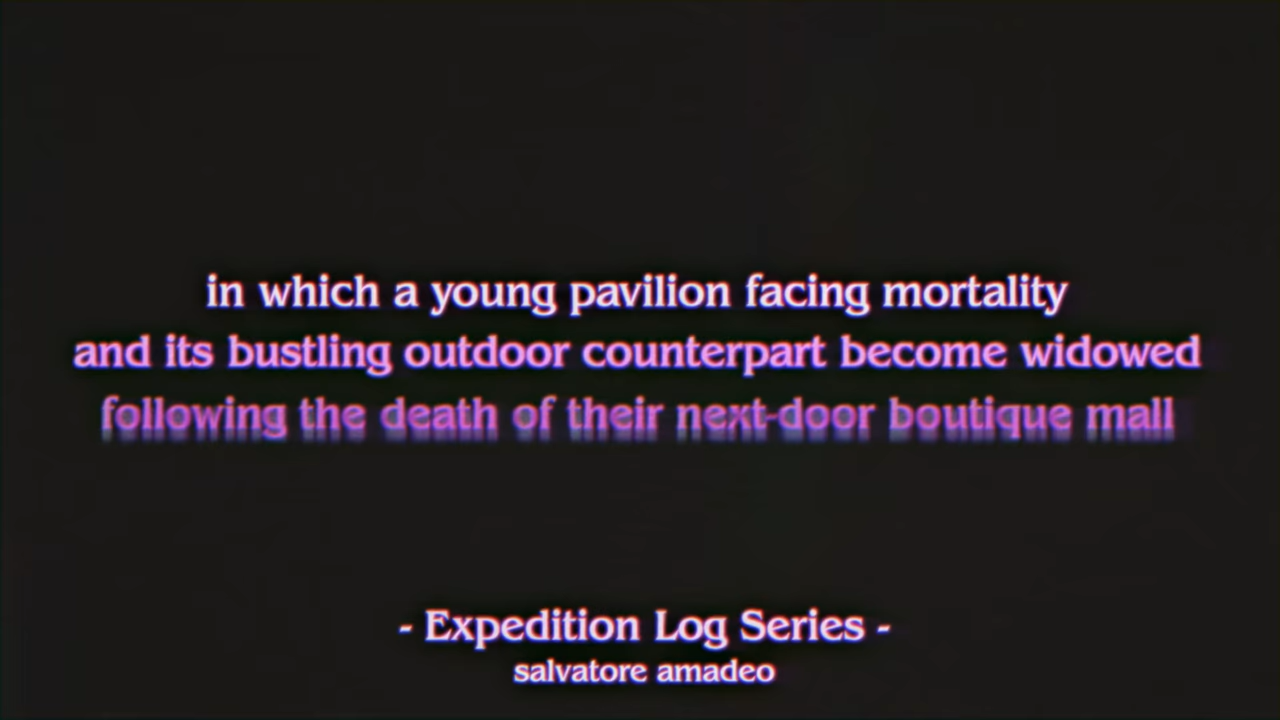 in which a young pavilion facing mortality
and its bustling outdoor counterpart become widowed
following the death of their next-door boutique mall
- Expedition Log Series -
salvatore amadeo